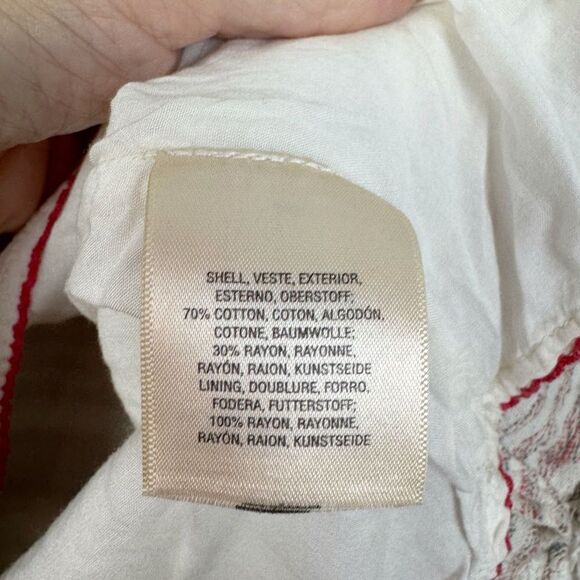 SHELL, VESTE, EXTERIOR,
ESTERNO, OBERSTOFF;
70% COTTON, COTON, ALGODÓN,
COTONE, BAUMWOLLE;
30% RAYON, RAYONNE,
RAYÓN, RAION, KUNSTSEIDE
LINING, DOUBLURE, FORRO,
FODERA, FUTTERSTOFF;
100% RAYON, RAYONNE,
RAYÓN, RAION, KUNSTSEIDE